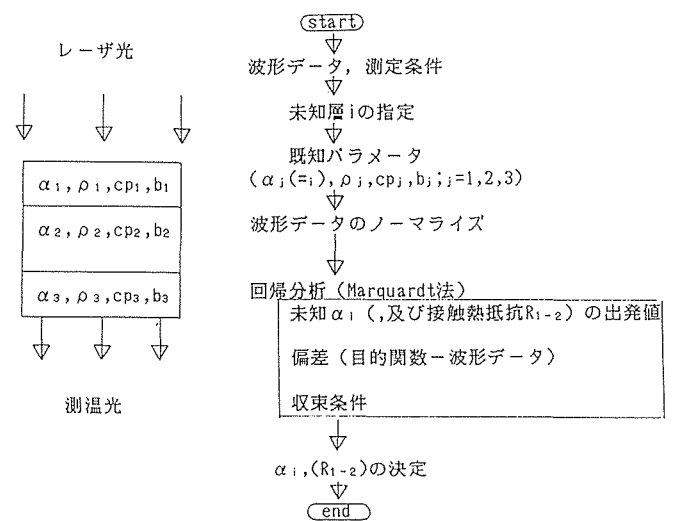 レーザ光
α₁, ρ₁, cp₁, b₁
α₂, ρ₂, cp₂, b₂
α₃, ρ₃, cp₃, b₃
測温光
start
波形データ, 測定条件
未知層iの指定
既知パラメータ
(αⱼ(=ᵢ), ρⱼ, cpⱼ, bⱼ;ⱼ=1,2,3)
波形データのノーマライズ
回帰分析 (Marquardt法)
未知αᵢ (,及び接触熱抵抗R₁₋₂) の出発値
偏差 (目的関数−波形データ)
収束条件
αᵢ,(R₁₋₂)の決定
end